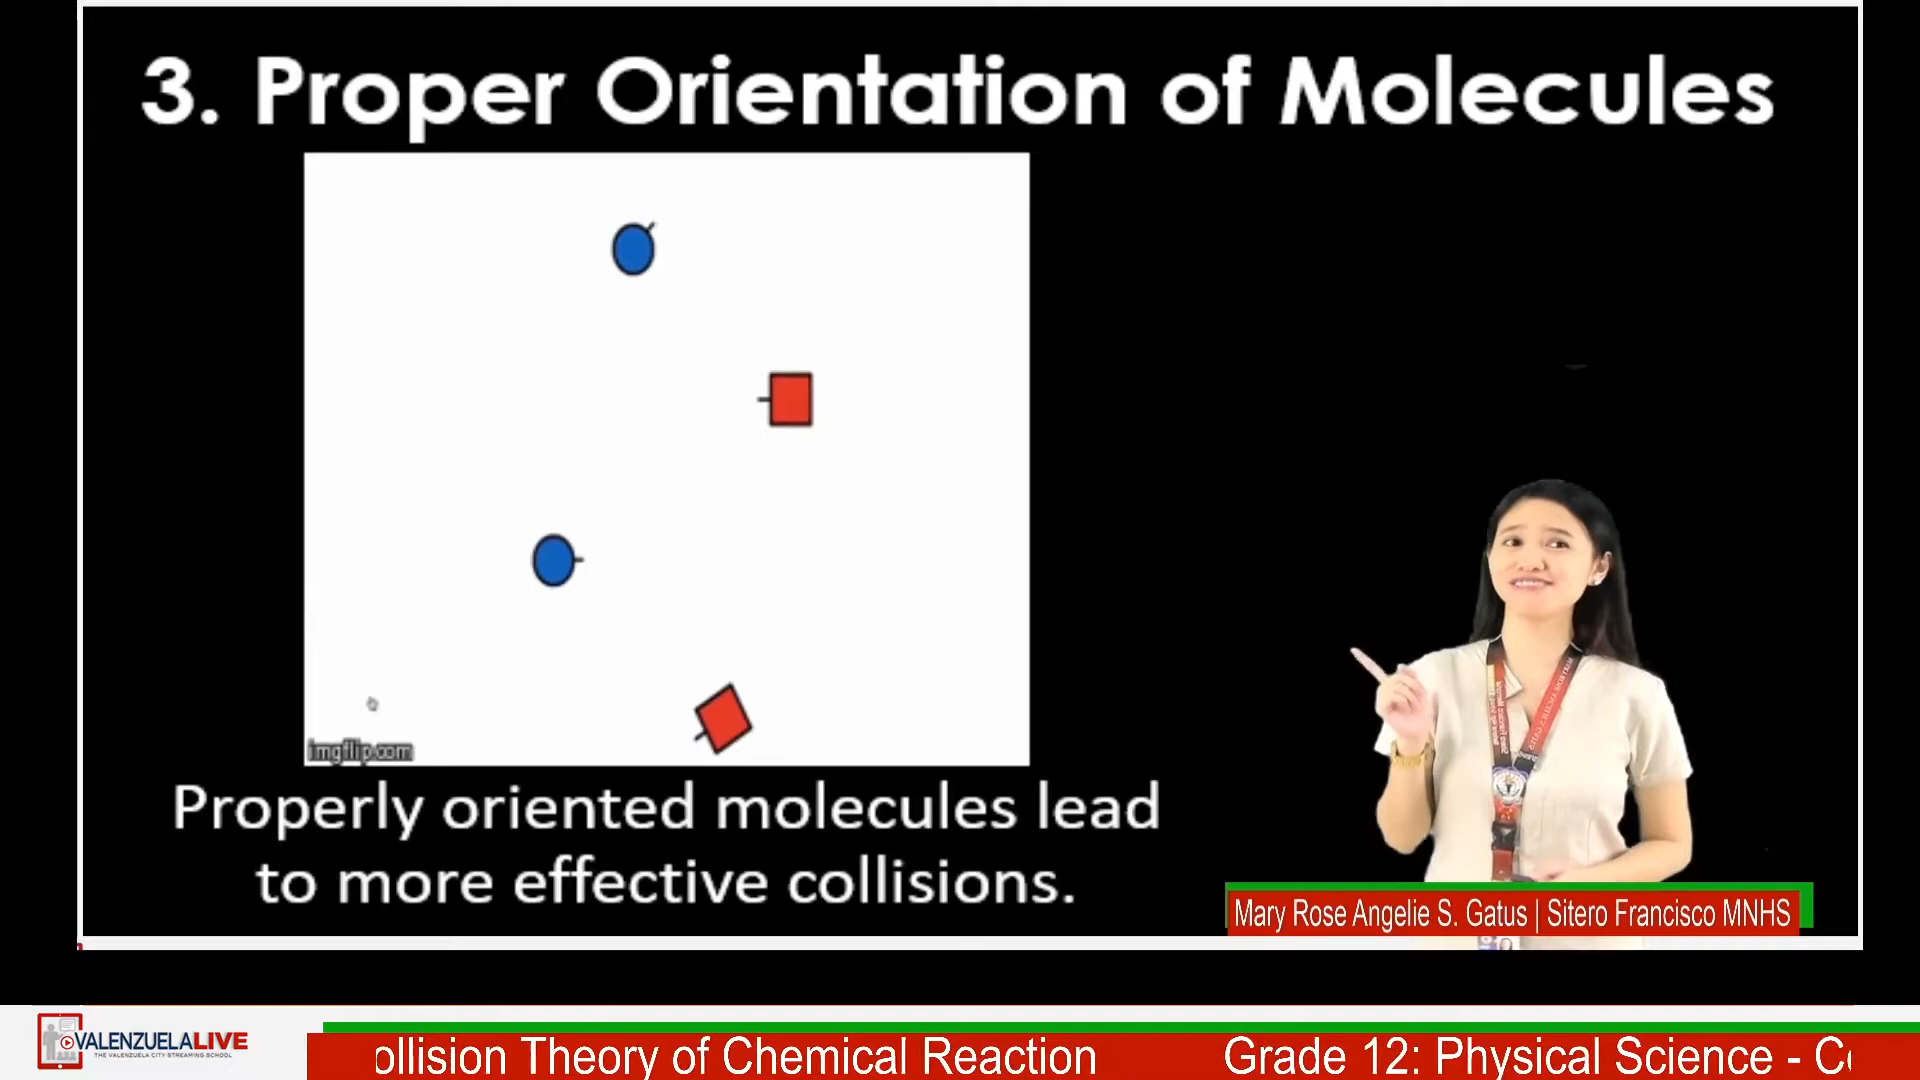 3. Proper Orientation of Molecules
imgflip.com
Properly oriented molecules lead
to more effective collisions.
Mary Rose Angelie S. Gatus | Sitero Francisco MNHS
VALENZUELALIVE
THE VALENZUELA CITY STREAMING SCHOOL
ollision Theory of Chemical Reaction
Grade 12: Physical Science - Co